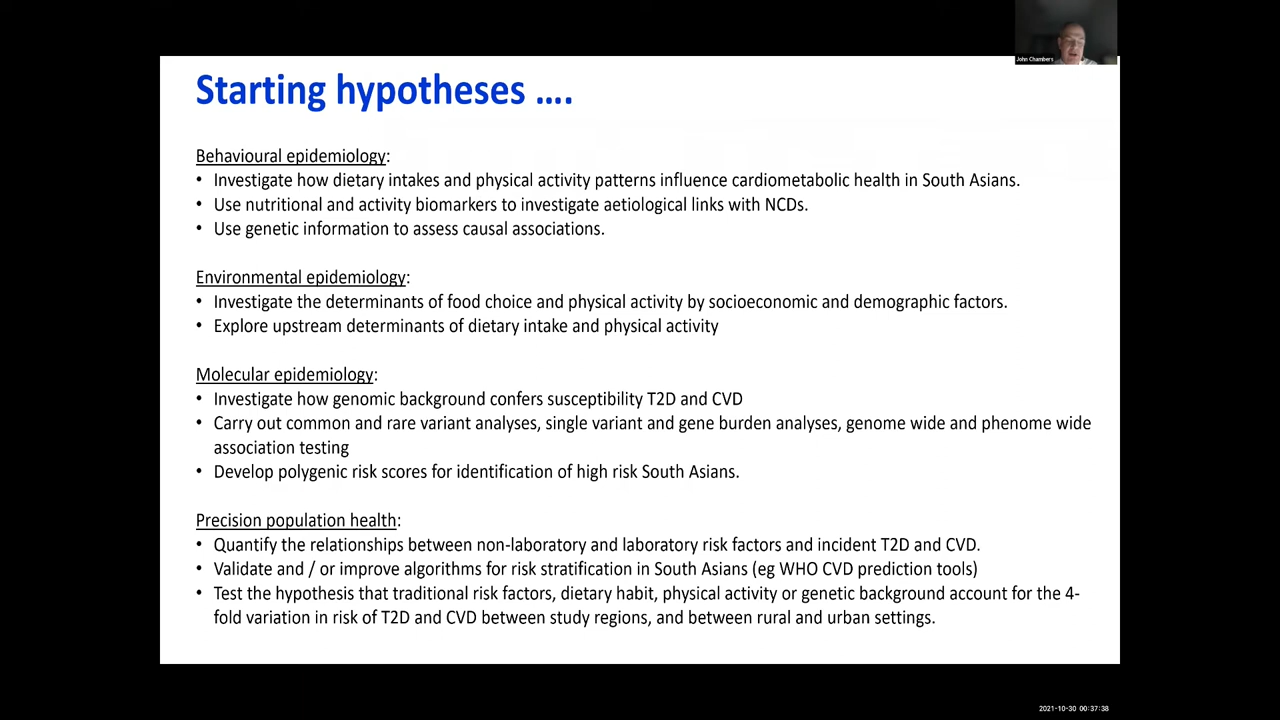 John Chambers
Starting hypotheses ....
Behavioural epidemiology:
• Investigate how dietary intakes and physical activity patterns influence cardiometabolic health in South Asians.
• Use nutritional and activity biomarkers to investigate aetiological links with NCDs.
• Use genetic information to assess causal associations.
Environmental epidemiology:
• Investigate the determinants of food choice and physical activity by socioeconomic and demographic factors.
• Explore upstream determinants of dietary intake and physical activity
Molecular epidemiology:
• Investigate how genomic background confers susceptibility T2D and CVD
• Carry out common and rare variant analyses, single variant and gene burden analyses, genome wide and phenome wide
association testing
• Develop polygenic risk scores for identification of high risk South Asians.
Precision population health:
• Quantify the relationships between non-laboratory and laboratory risk factors and incident T2D and CVD.
• Validate and / or improve algorithms for risk stratification in South Asians (eg WHO CVD prediction tools)
• Test the hypothesis that traditional risk factors, dietary habit, physical activity or genetic background account for the 4-
fold variation in risk of T2D and CVD between study regions, and between rural and urban settings.
2021-10-30 00:37:38